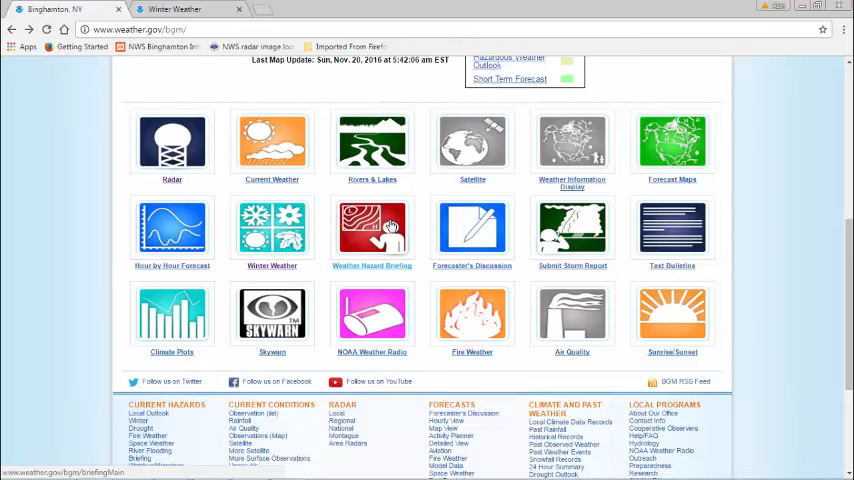 Binghamton, NY
Winter Weather
Ron
www.weather.gov/bgm/
Apps
Getting Started
NWS Binghamton Int
NWS radar image loo
Imported From Firef
Last Map Update: Sun, Nov. 20, 2016 at 5:42:06 am EST
Hazardous Weather
Outlook
Short Term Forecast
Radar
Current Weather
Rivers & Lakes
Satellite
Weather Information
Display
Forecast Maps
Hour by Hour Forecast
Winter Weather
Weather Hazard Briefing
Forecaster's Discussion
Submit Storm Report
Text Bulletins
SKYWARN
TM
Climate Plots
Skywarn
NOAA Weather Radio
Fire Weather
Air Quality
Sunrise/Sunset
Follow us on Twitter
Follow us on Facebook
Follow us on YouTube
BGM RSS Feed
CURRENT HAZARDS
Local Outlook
Winter
Drought
Fire Weather
Space Weather
River Flooding
Briefing
CURRENT CONDITIONS
Observation (list)
Rainfall
Air Quality
Observations (Map)
Satellite
More Satellite
More Surface Observations
RADAR
Local
Regional
National
Montague
Area Radars
FORECASTS
Forecaster's Discussion
Hourly View
Map View
Activity Planner
Detailed View
Aviation
Fire Weather
Model Data
Space Weather
CLIMATE AND PAST
WEATHER
Local Climate Data Records
Past Rainfall
Historical Records
Past Observed Weather
Past Weather Events
Snowfall Records
24 Hour Summary
Drought Outlook
LOCAL PROGRAMS
About Our Office
Contact Info
Cooperative Observers
Help/FAQ
Hydrology
NOAA Weather Radio
Outreach
Preparedness
Research
www.weather.gov/bgm/briefingMain